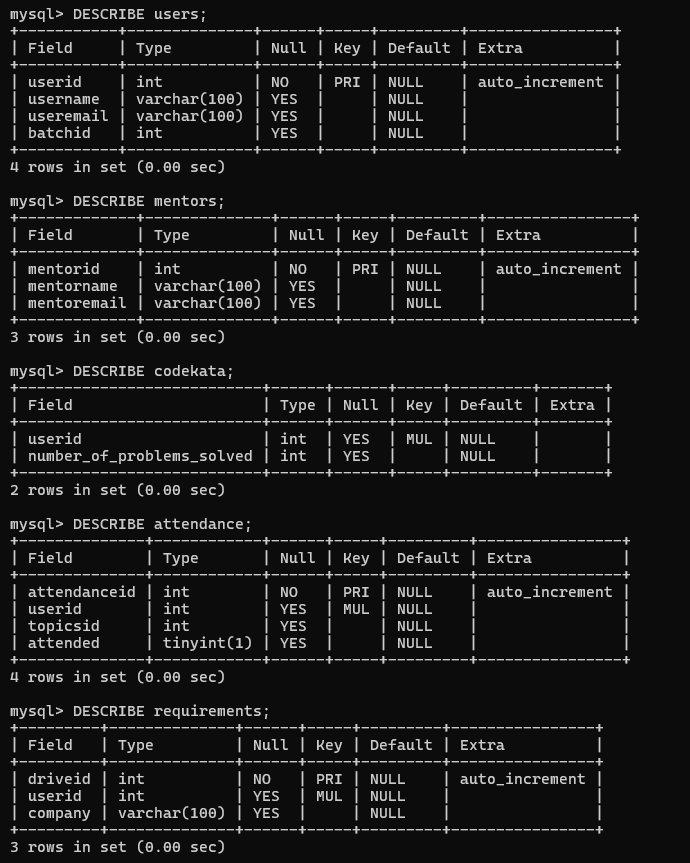 mysql> DESCRIBE users;
+-----------+--------------+------+-----+---------+----------------+
| Field     | Type         | Null | Key | Default | Extra          |
+-----------+--------------+------+-----+---------+----------------+
| userid    | int          | NO   | PRI | NULL    | auto_increment |
| username  | varchar(100) | YES  |     | NULL    |                |
| useremail | varchar(100) | YES  |     | NULL    |                |
| batchid   | int          | YES  |     | NULL    |                |
+-----------+--------------+------+-----+---------+----------------+
4 rows in set (0.00 sec)

mysql> DESCRIBE mentors;
+-------------+--------------+------+-----+---------+----------------+
| Field       | Type         | Null | Key | Default | Extra          |
+-------------+--------------+------+-----+---------+----------------+
| mentorid    | int          | NO   | PRI | NULL    | auto_increment |
| mentorname  | varchar(100) | YES  |     | NULL    |                |
| mentoremail | varchar(100) | YES  |     | NULL    |                |
+-------------+--------------+------+-----+---------+----------------+
3 rows in set (0.00 sec)

mysql> DESCRIBE codekata;
+---------------------------+------+------+-----+---------+-------+
| Field                     | Type | Null | Key | Default | Extra |
+---------------------------+------+------+-----+---------+-------+
| userid                    | int  | YES  | MUL | NULL    |       |
| number_of_problems_solved | int  | YES  |     | NULL    |       |
+---------------------------+------+------+-----+---------+-------+
2 rows in set (0.00 sec)

mysql> DESCRIBE attendance;
+--------------+------------+------+-----+---------+----------------+
| Field        | Type       | Null | Key | Default | Extra          |
+--------------+------------+------+-----+---------+----------------+
| attendanceid | int        | NO   | PRI | NULL    | auto_increment |
| userid       | int        | YES  | MUL | NULL    |                |
| topicsid     | int        | YES  |     | NULL    |                |
| attended     | tinyint(1) | YES  |     | NULL    |                |
+--------------+------------+------+-----+---------+----------------+
4 rows in set (0.00 sec)

mysql> DESCRIBE requirements;
+---------+--------------+------+-----+---------+----------------+
| Field   | Type         | Null | Key | Default | Extra          |
+---------+--------------+------+-----+---------+----------------+
| driveid | int          | NO   | PRI | NULL    | auto_increment |
| userid  | int          | YES  | MUL | NULL    |                |
| company | varchar(100) | YES  |     | NULL    |                |
+---------+--------------+------+-----+---------+----------------+
3 rows in set (0.00 sec)